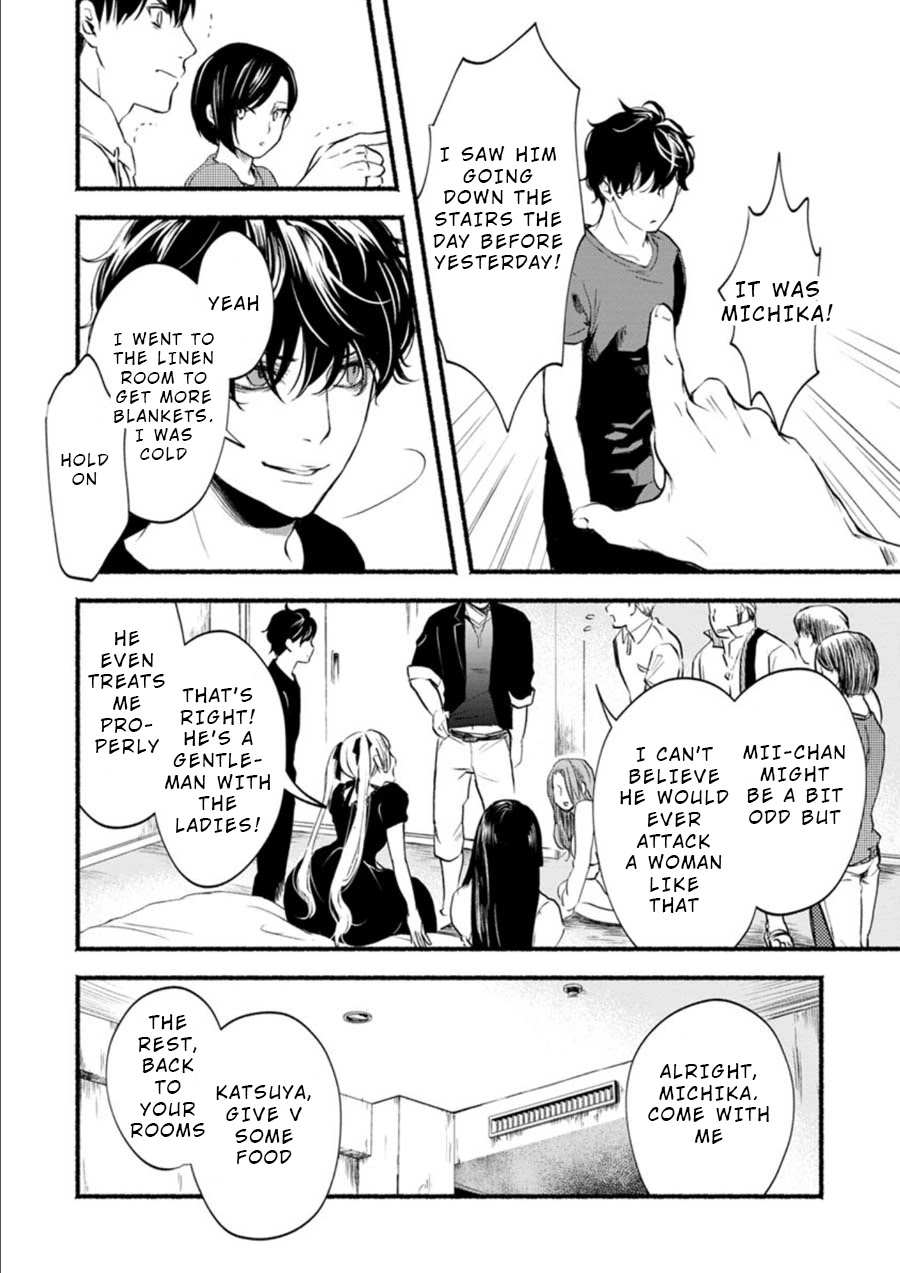 IT WAS
MICHIKA!
I SAW HIM
GOING
DOWN THE
STAIRS THE
DAY BEFORE
YESTERDAY!
YEAH
I WENT TO
THE LINEN
ROOM TO
GET MORE
BLANKETS.
I WAS
COLD
HOLD
ON
MII-CHAN
MIGHT
BE A BIT
ODD BUT
I CAN'T
BELIEVE
HE WOULD
EVER
ATTACK
A WOMAN
LIKE
THAT
THAT'S
RIGHT!
HE'S A
GENTLE-
MAN WITH
THE
LADIES!
HE
EVEN
TREATS
ME
PRO-
PERLY
ALRIGHT,
MICHIKA.
COME WITH
ME
KATSUYA,
GIVE V
SOME
FOOD
THE
REST,
BACK
TO
YOUR
ROOMS